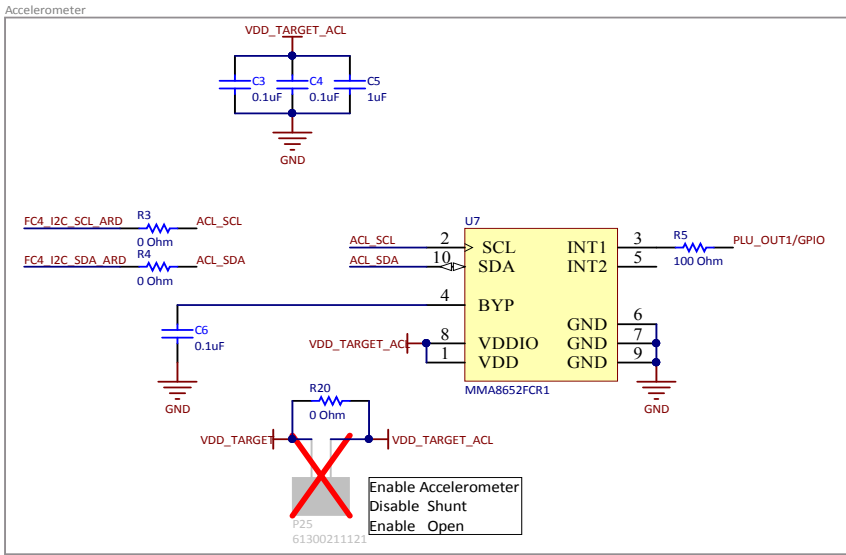 Accelerometer
VDD_TARGET_ACL
C3
0.1uF
C4
0.1uF
C5
1uF
GND
FC4_I2C_SCL_ARD
R3
0 Ohm
ACL_SCL
FC4_I2C_SDA_ARD
R4
0 Ohm
ACL_SDA
U7
ACL_SCL
2
SCL
INT1
3
R5
100 Ohm
PLU_OUT1/GPIO
ACL_SDA
10
SDA
INT2
5
4
BYP
C6
0.1uF
GND
GND
6
VDD_TARGET_ACL
8
VDDIO
GND
7
1
VDD
GND
9
MMA8652FCR1
GND
R20
0 Ohm
VDD_TARGET
VDD_TARGET_ACL
P25
61300211121
Enable Accelerometer
Disable Shunt
Enable Open